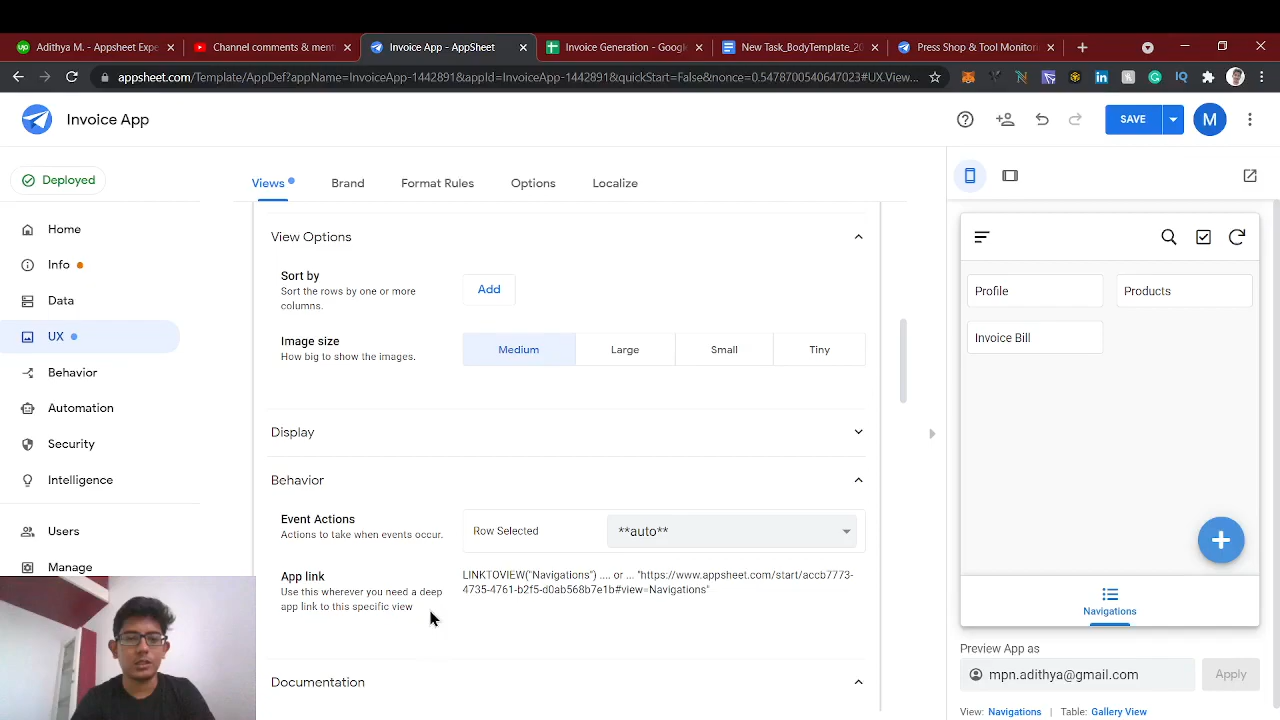 Adithya M. - Appsheet Expe
Channel comments & ment
Invoice App - AppSheet
Invoice Generation - Google
New Task_BodyTemplate_20
Press Shop & Tool Monitori
appsheet.com/Template/AppDef?appName=InvoiceApp-1442891&appId=InvoiceApp-1442891&quickStart=False&nonce=0.5478700540647023#UX.View...
Invoice App
SAVE
M
Deployed
Views
Brand
Format Rules
Options
Localize
Home
Info
Data
UX
Behavior
Automation
Security
Intelligence
Users
Manage
View Options
Sort by
Sort the rows by one or more
columns.
Add
Image size
How big to show the images.
Medium
Large
Small
Tiny
Display
Behavior
Event Actions
Actions to take when events occur.
Row Selected
**auto**
App link
Use this wherever you need a deep
app link to this specific view
LINKTOVIEW("Navigations") .... or ... "https://www.appsheet.com/start/accb7773-
4735-4761-b2f5-d0ab568b7e1b#view=Navigations"
Documentation
Profile
Products
Invoice Bill
Navigations
Preview App as
mpn.adithya@gmail.com
Apply
View: Navigations | Table: Gallery View